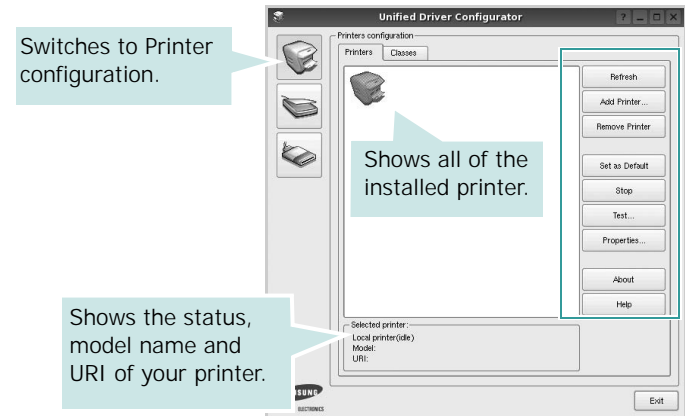 Unified Driver Configurator
Switches to Printer
configuration.
Printers configuration
Printers
Classes
Refresh
Add Printer...
Remove Printer
Shows all of the
installed printer.
Set as Default
Stop
Test...
Properties...
About
Help
Shows the status,
model name and
URI of your printer.
Selected printer:
Local printer(idle)
Model:
URI:
ELECTRONICS
Exit